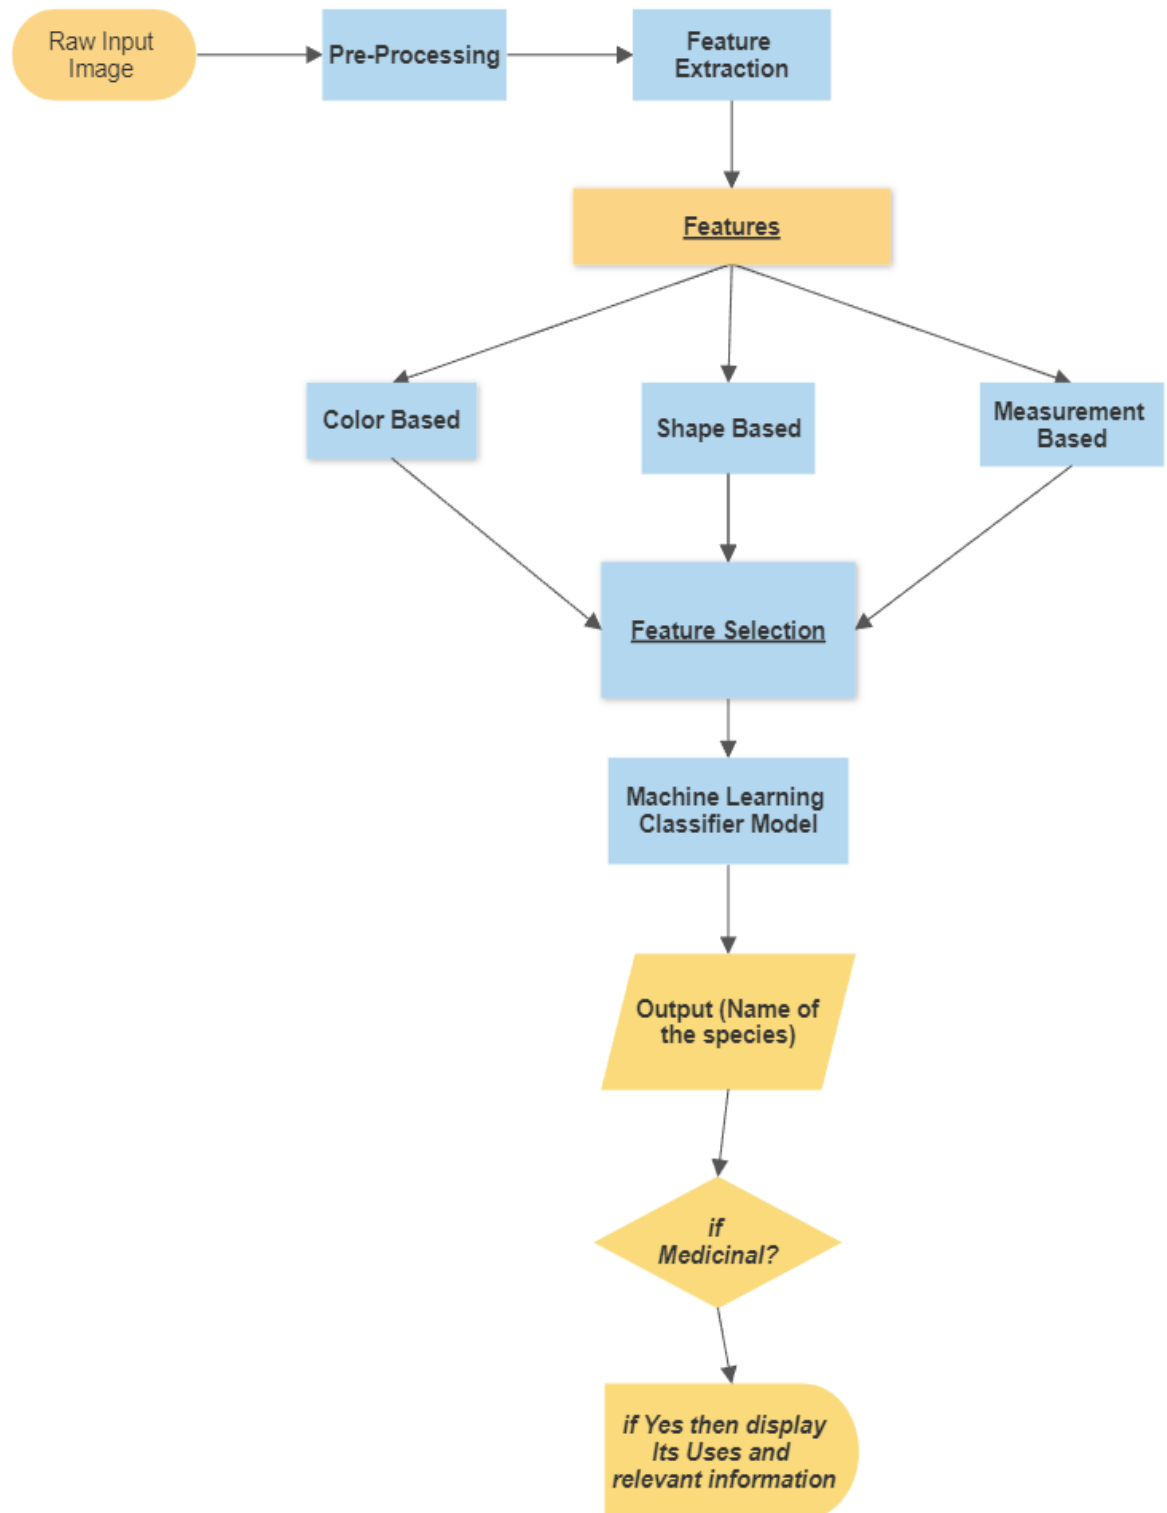 Raw Input
Image
Pre-Processing
Feature
Extraction
Features
Color Based
Shape Based
Measurement
Based
Feature Selection
Machine Learning
Classifier Model
Output (Name of
the species)
if
Medicinal?
if Yes then display
Its Uses and
relevant information